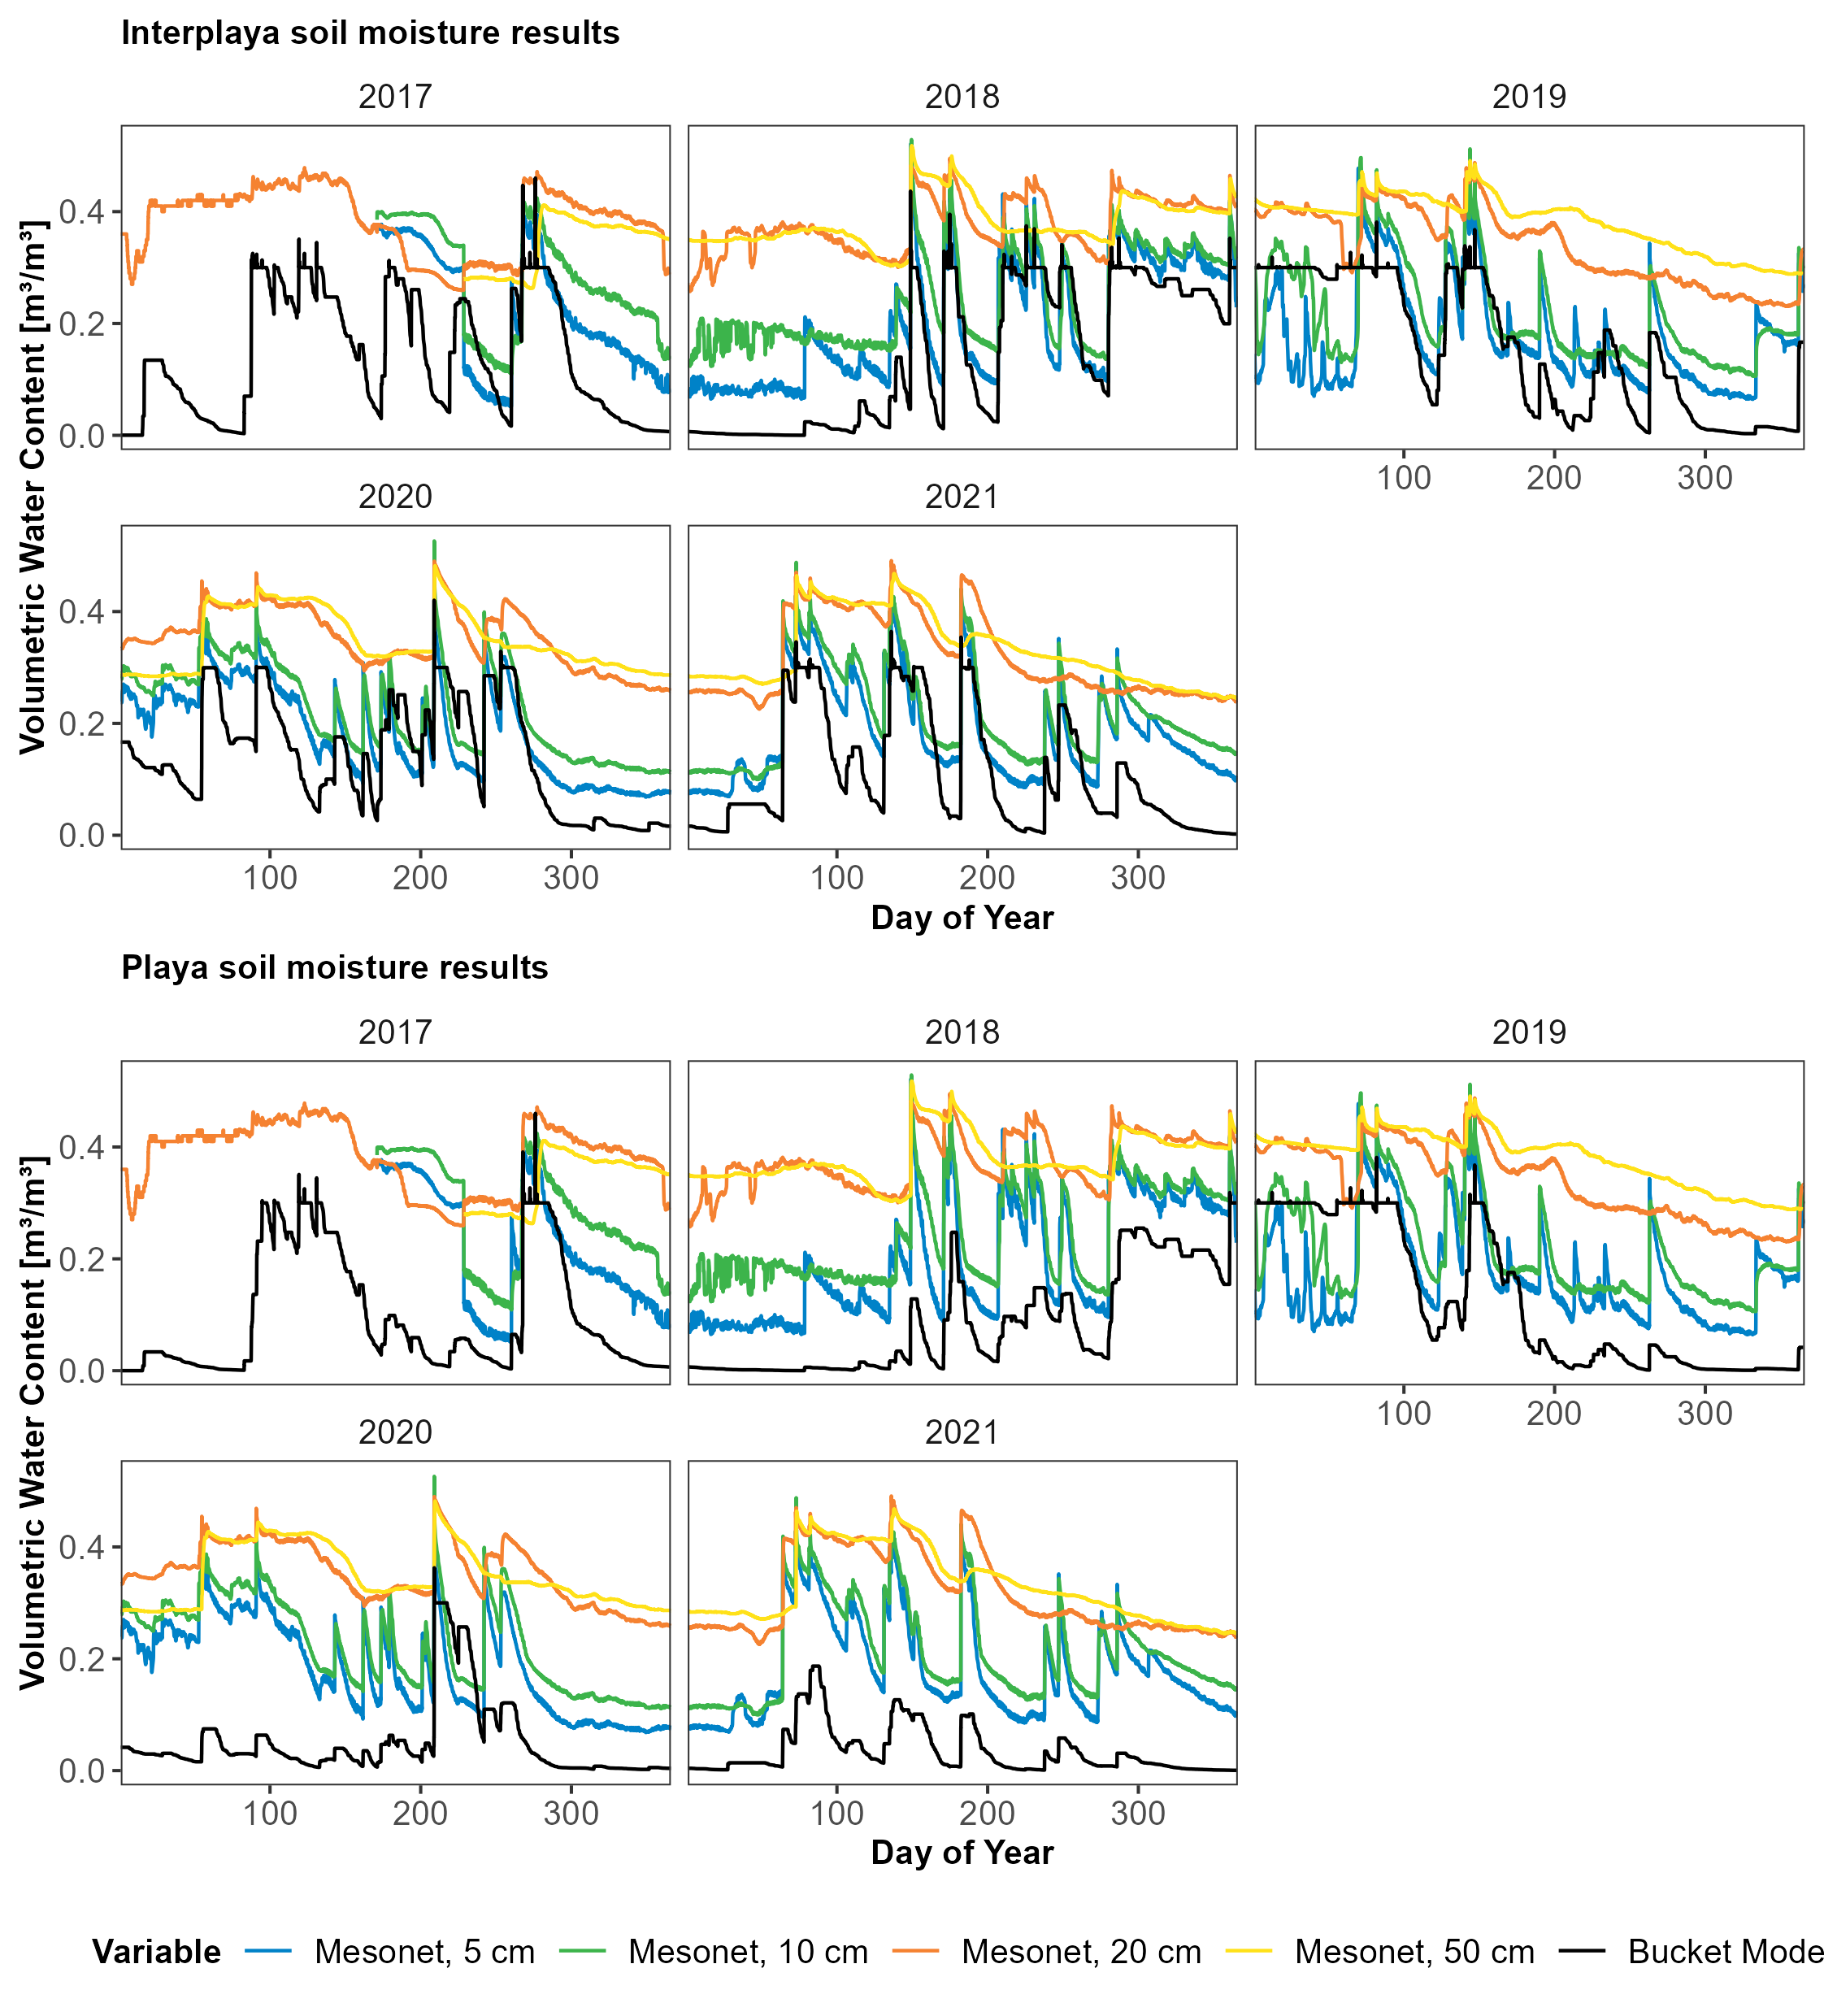 Interplaya soil moisture results
2017 2018 2019
Volumetric Water Content [m³/m³]
0.4
0.2
0.0
100 200 300
2020 2021
0.4
0.2
0.0
100 200 300 100 200 300
Day of Year
Playa soil moisture results
2017 2018 2019
Volumetric Water Content [m³/m³]
0.4
0.2
0.0
100 200 300
2020 2021
0.4
0.2
0.0
100 200 300 100 200 300
Day of Year
Variable Mesonet, 5 cm Mesonet, 10 cm Mesonet, 20 cm Mesonet, 50 cm Bucket Mode